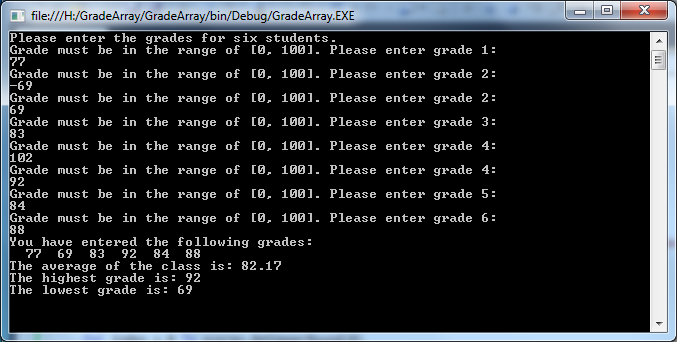 file:///H:/GradeArray/GradeArray/bin/Debug/GradeArray.EXE
Please enter the grades for six students.
Grade must be in the range of [0, 100]. Please enter grade 1:
77
Grade must be in the range of [0, 100]. Please enter grade 2:
-69
Grade must be in the range of [0, 100]. Please enter grade 2:
69
Grade must be in the range of [0, 100]. Please enter grade 3:
83
Grade must be in the range of [0, 100]. Please enter grade 4:
102
Grade must be in the range of [0, 100]. Please enter grade 4:
92
Grade must be in the range of [0, 100]. Please enter grade 5:
84
Grade must be in the range of [0, 100]. Please enter grade 6:
88
You have entered the following grades:
  77  69  83  92  84  88
The average of the class is: 82.17
The highest grade is: 92
The lowest grade is: 69